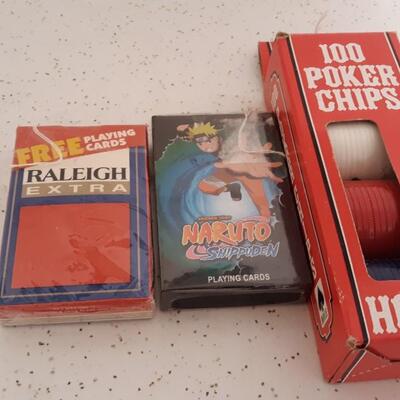 FREE PLAYING
CARDS
RALEIGH
EXTRA
NARUTO
SHIPPUDEN
PLAYING CARDS
100
POKER
CHIPS